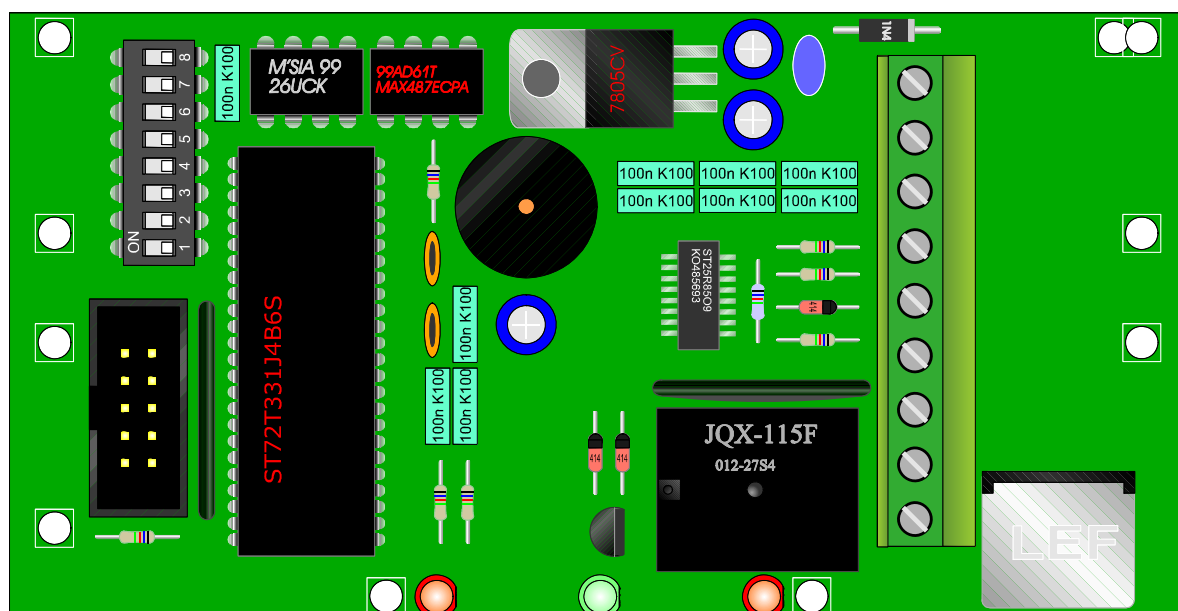 8
7
6
5
4
3
2
1
ON
100n K100
M'SIA 99
26UCK
99AD61T
MAX487ECPA
7805CV
1N4
100n K100
100n K100
100n K100
100n K100
100n K100
100n K100
ST25R85O9
KO485693
414
ST72T331J4B6S
100n K100
100n K100
100n K100
414
414
JQX-115F
012-27S4
LEF